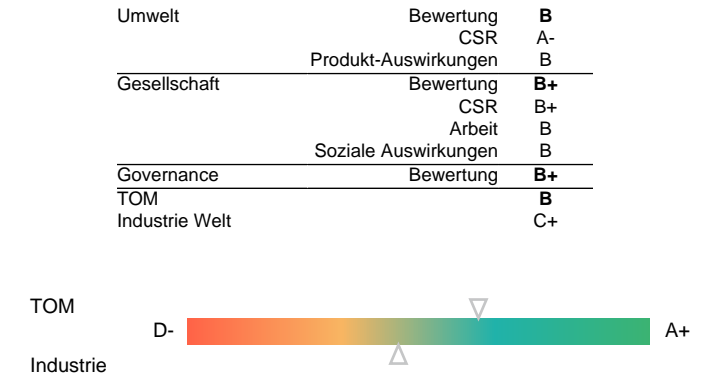 Umwelt Bewertung B
CSR A-
Produkt-Auswirkungen B
Gesellschaft Bewertung B+
CSR B+
Arbeit B
Soziale Auswirkungen B
Governance Bewertung B+
TOM B
Industrie Welt C+
TOM
D- A+
Industrie